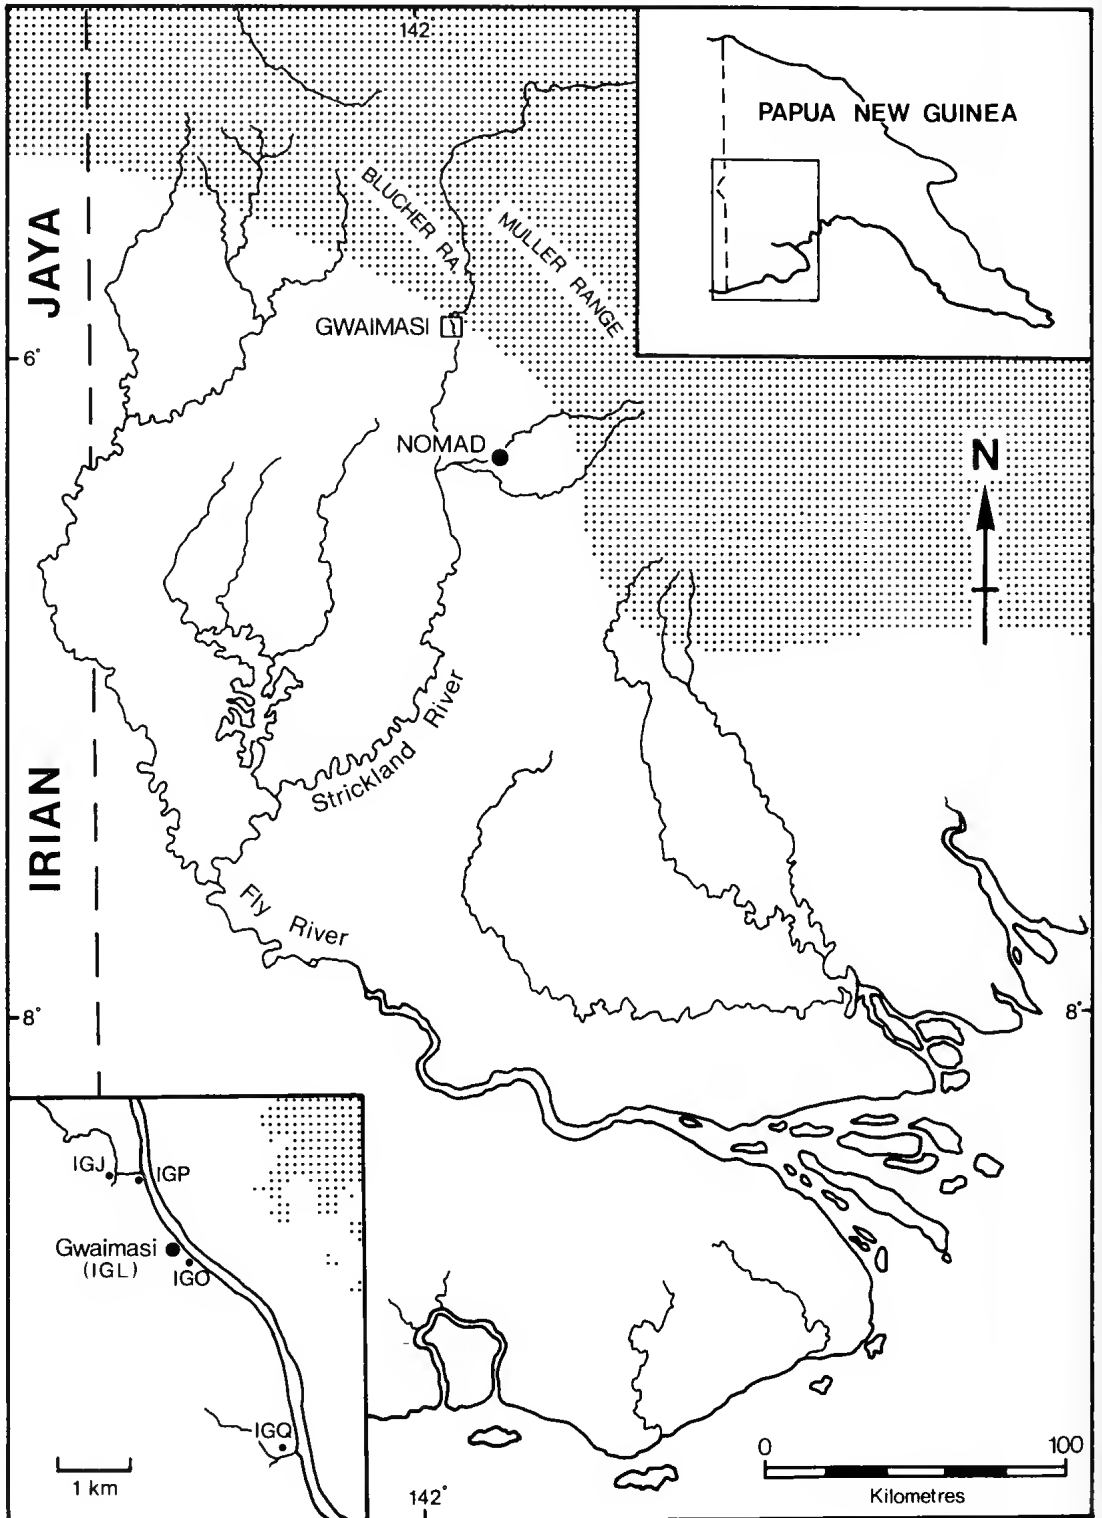 142
PAPUA NEW GUINEA
BLUCHER RA.
MULLER RANGE
JAYA
GWAIMASI
6°
NOMAD
N
Strickland River
IRIAN
Fly River
8°
8°
IGJ
IGP
Gwaimasi
(IGL)
IGO
IGQ
1 km
142°
0 100
Kilometres